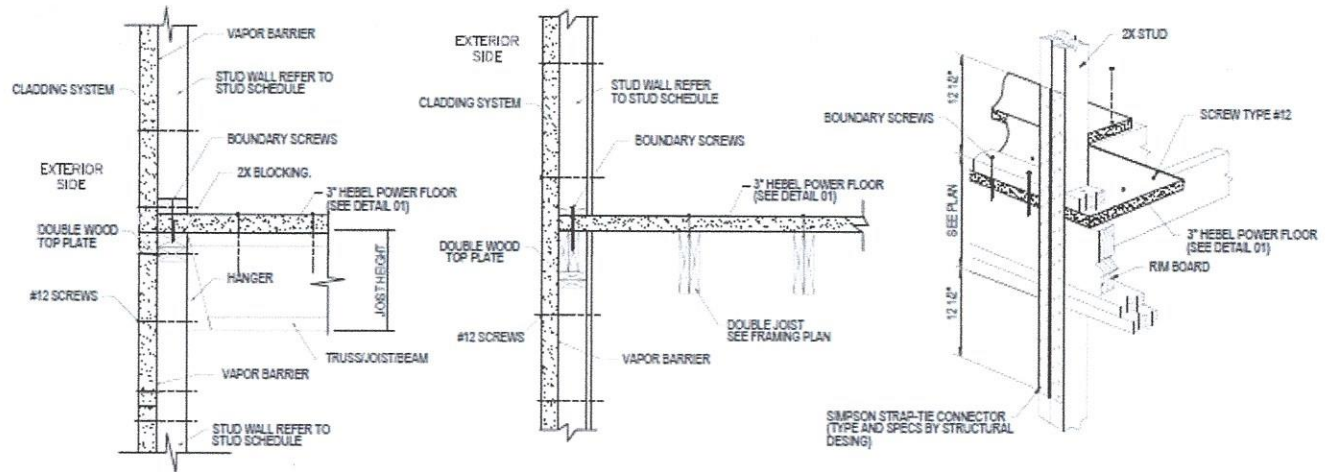 VAPOR BARRIER
CLADDING SYSTEM
STUD WALL REFER TO
STUD SCHEDULE
BOUNDARY SCREWS
EXTERIOR
SIDE
2X BLOCKING.
3" HEBEL POWER FLOOR
(SEE DETAIL 01)
DOUBLE WOOD
TOP PLATE
HANGER
JOIST HEIGHT
#12 SCREWS
TRUSS/JOIST/BEAM
VAPOR BARRIER
STUD WALL REFER TO
STUD SCHEDULE
EXTERIOR
SIDE
STUD WALL REFER
TO STUD SCHEDULE
CLADDING SYSTEM
BOUNDARY SCREWS
3" HEBEL POWER FLOOR
(SEE DETAIL 01)
DOUBLE WOOD
TOP PLATE
DOUBLE JOIST
SEE FRAMING PLAN
#12 SCREWS
VAPOR BARRIER
2X STUD
12 1/2"
BOUNDARY SCREWS
SCREW TYPE #12
SEE PLAN
3" HEBEL POWER FLOOR
(SEE DETAIL 01)
RIM BOARD
12 1/2"
SIMPSON STRAP-TIE CONNECTOR
(TYPE AND SPECS BY STRUCTURAL
DESING)